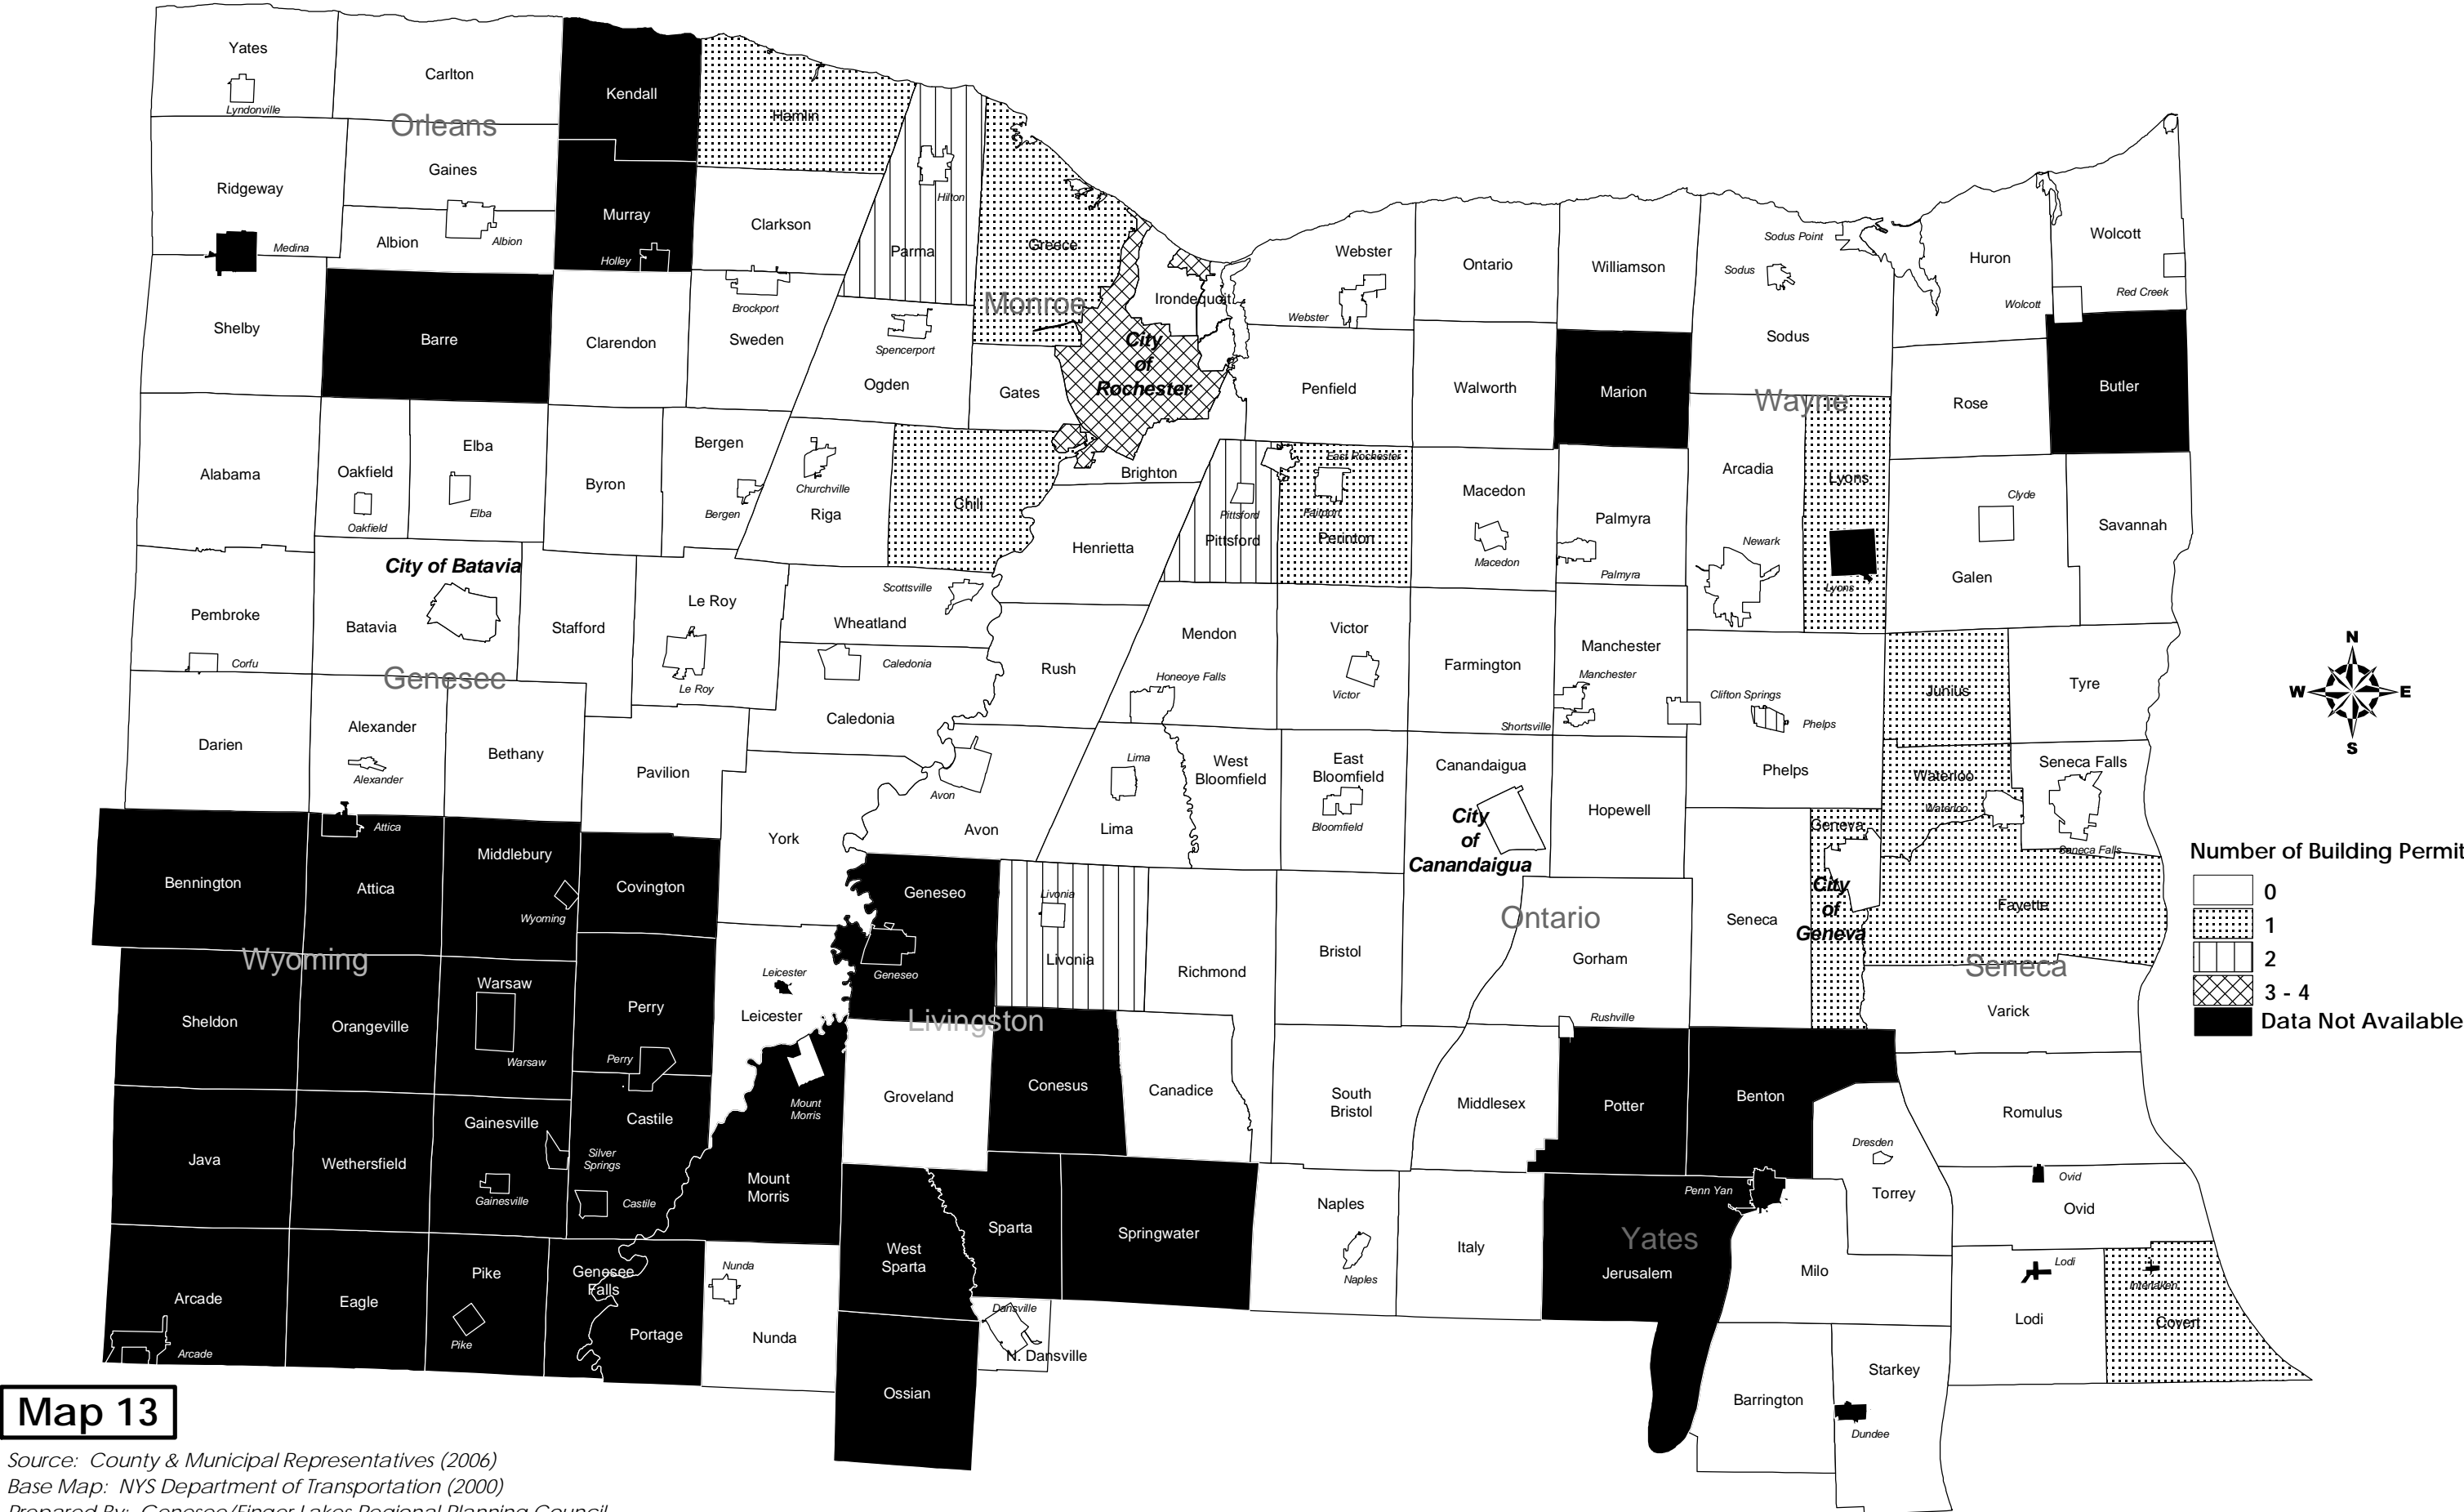 Yates
Lyndonville
Carlton
Orleans
Kendall
Hamlin
Ridgeway
Gaines
Murray
Clarkson
Hilton
Parma
Greece
Medina
Albion
Albion
Holley
Brockport
Monroe
Irondequoit
Webster
Webster
Ontario
Williamson
Sodus Point
Sodus
Sodus
Huron
Wolcott
Wolcott
Red Creek
Shelby
Barre
Clarendon
Sweden
Spencerport
Ogden
Gates
City
of
Rochester
Penfield
Walworth
Marion
Wayne
Rose
Butler
Alabama
Oakfield
Oakfield
Elba
Elba
Byron
Bergen
Bergen
Churchville
Riga
Chili
Brighton
Henrietta
Pittsford
Pittsford
East Rochester
Fairport
Perinton
Macedon
Macedon
Palmyra
Palmyra
Arcadia
Newark
Lyons
Lyons
Clyde
Galen
Savannah
City of Batavia
Pembroke
Corfu
Batavia
Genesee
Stafford
Le Roy
Le Roy
Scottsville
Wheatland
Caledonia
Caledonia
Rush
Mendon
Honeoye Falls
Victor
Victor
Farmington
Manchester
Manchester
Shortsville
Clifton Springs
Phelps
Phelps
Junius
Tyre
Darien
Alexander
Alexander
Bethany
Pavilion
York
Avon
Avon
Lima
Lima
West
Bloomfield
East
Bloomfield
Bloomfield
Canandaigua
City
of
Canandaigua
Hopewell
Waterloo
Waterloo
Seneca Falls
Seneca Falls
Geneva
City
of
Geneva
Fayette
Bennington
Attica
Attica
Middlebury
Wyoming
Covington
Wyoming
Geneseo
Geneseo
Livonia
Livonia
Richmond
Bristol
Ontario
Gorham
Rushville
Seneca
Seneca
Varick
Sheldon
Orangeville
Warsaw
Warsaw
Perry
Perry
Leicester
Leicester
Livingston
Java
Wethersfield
Gainesville
Gainesville
Silver
Springs
Castile
Castile
Mount
Morris
Mount
Morris
Groveland
Conesus
Canadice
South
Bristol
Middlesex
Potter
Benton
Dresden
Torrey
Romulus
Ovid
Ovid
Arcade
Arcade
Eagle
Pike
Pike
Genesee
Falls
Portage
Nunda
Nunda
West
Sparta
Sparta
Springwater
Dansville
N. Dansville
Ossian
Naples
Naples
Italy
Yates
Jerusalem
Penn Yan
Milo
Barrington
Starkey
Dundee
Lodi
Lodi
Interlaken
Covert
N
W
E
S
Number of Building Permit
0
1
2
3 - 4
Data Not Available
Map 13
Source: County & Municipal Representatives (2006)
Base Map: NYS Department of Transportation (2000)
Prepared By: Genesee/Finger Lakes Regional Planning Council